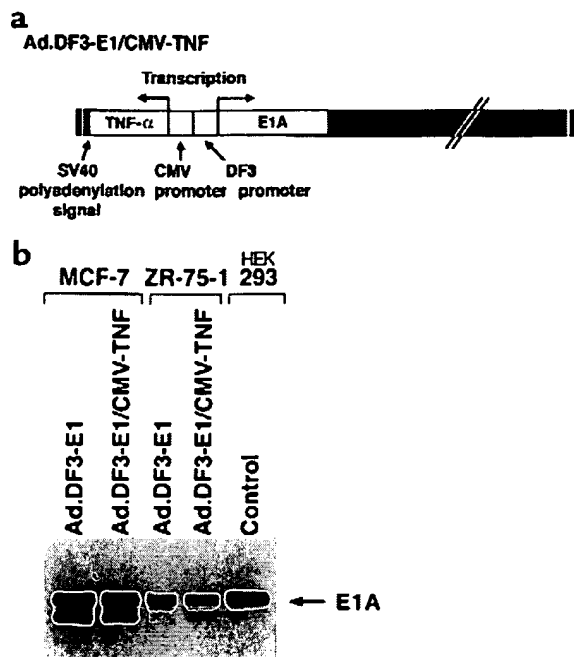 a
Ad.DF3-E1/CMV-TNF
Transcription
TNF-α
E1A
SV40
polyadenylation
signal
CMV
promoter
DF3
promoter
b
MCF-7
ZR-75-1
HEK
293
Ad.DF3-E1
Ad.DF3-E1/CMV-TNF
Ad.DF3-E1
Ad.DF3-E1/CMV-TNF
Control
E1A